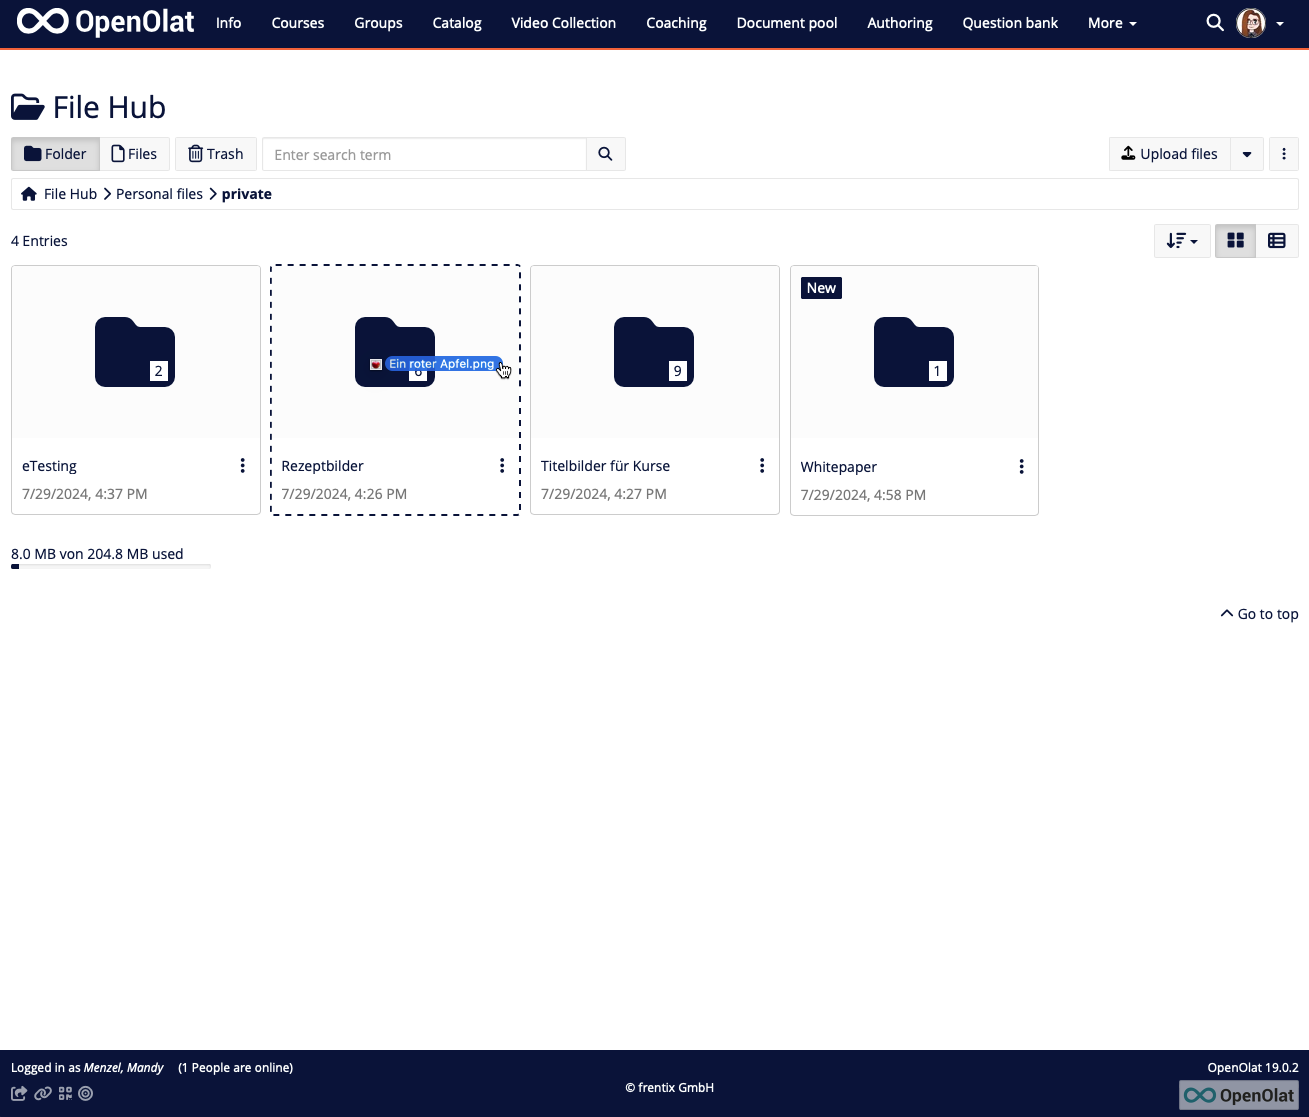 OpenOlat Info Courses Groups Catalog Video Collection Coaching Document pool Authoring Question bank More
File Hub
Folder Files Trash Enter search term Upload files
File Hub Personal files private
4 Entries
New
2 6 9 1
Ein roter Apfel.png
eTesting Rezeptbilder Titelbilder für Kurse Whitepaper
7/29/2024, 4:37 PM 7/29/2024, 4:26 PM 7/29/2024, 4:27 PM 7/29/2024, 4:58 PM
8.0 MB von 204.8 MB used
Go to top
Logged in as Menzel, Mandy (1 People are online) OpenOlat 19.0.2
© frentix GmbH
OpenOlat